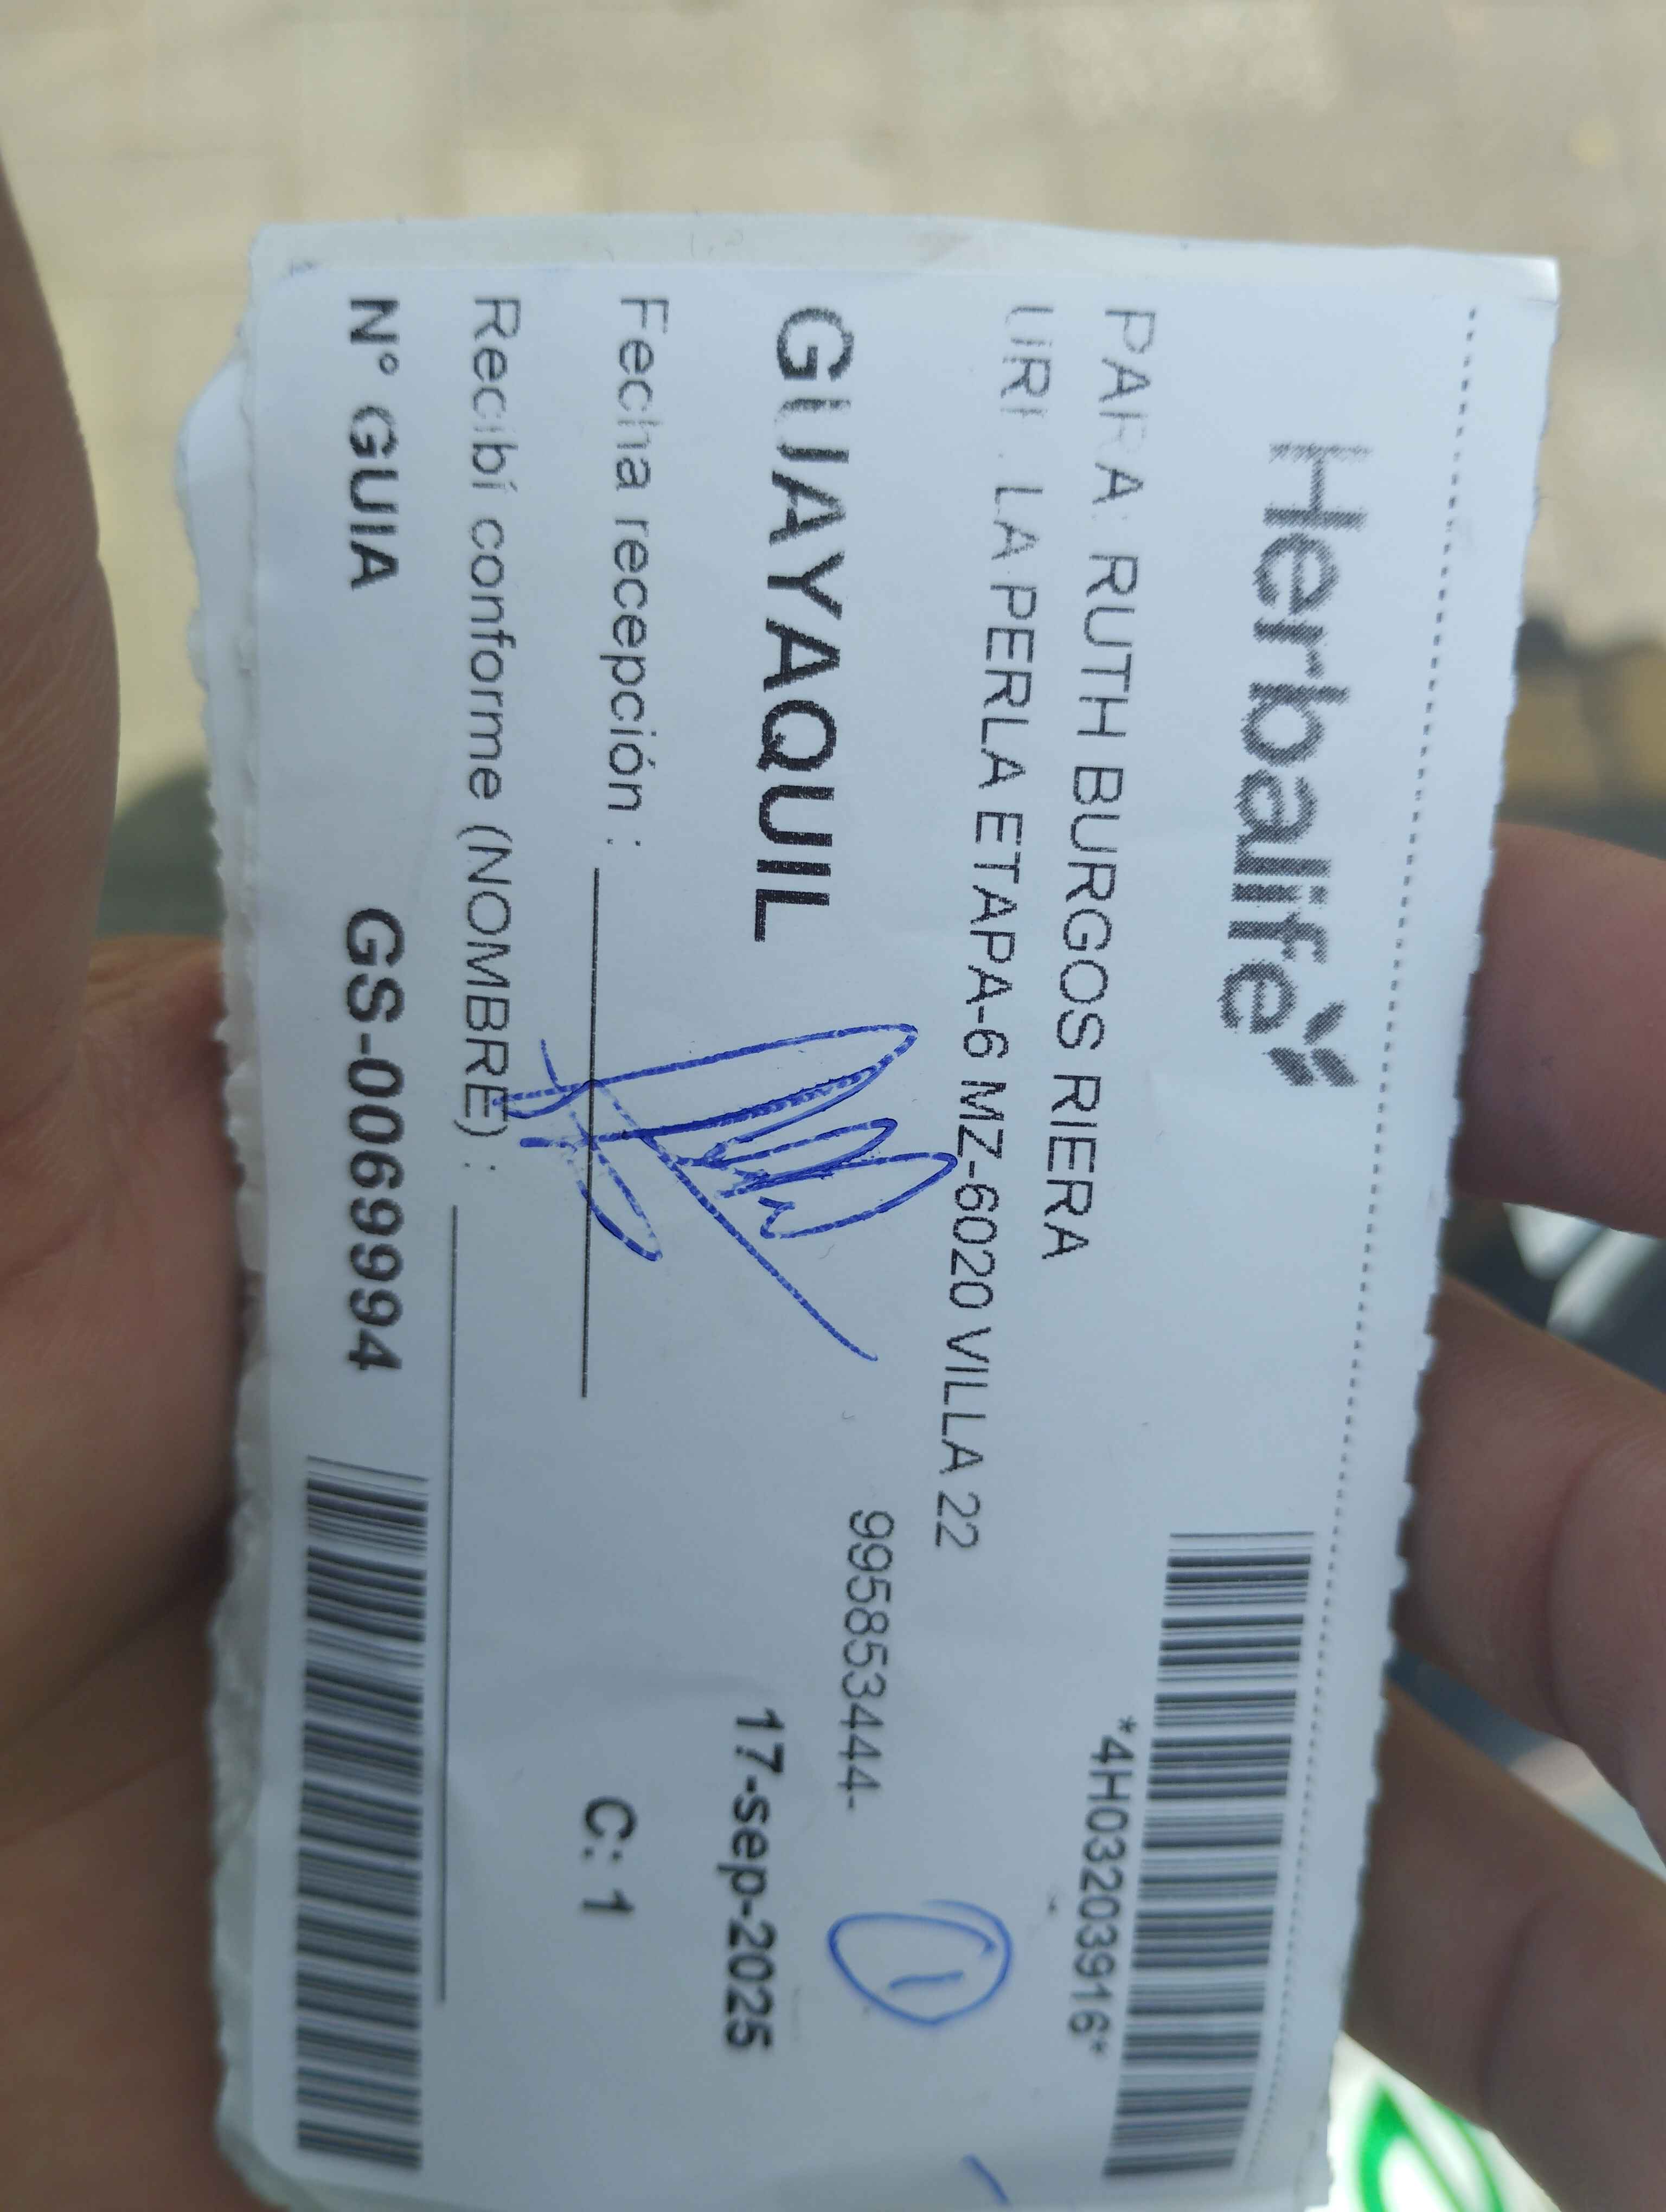 Herbalife
*4H03203916*
PARA: RUTH BURGOS RIERA
LA PERLA ETAPA-6 MZ-6020 VILLA 22
995853444-
1
GUAYAQUIL
17-sep-2025
Fecha recepción :
C: 1
Recibí conforme (NOMBRE) :
N° GUIA GS-0069994